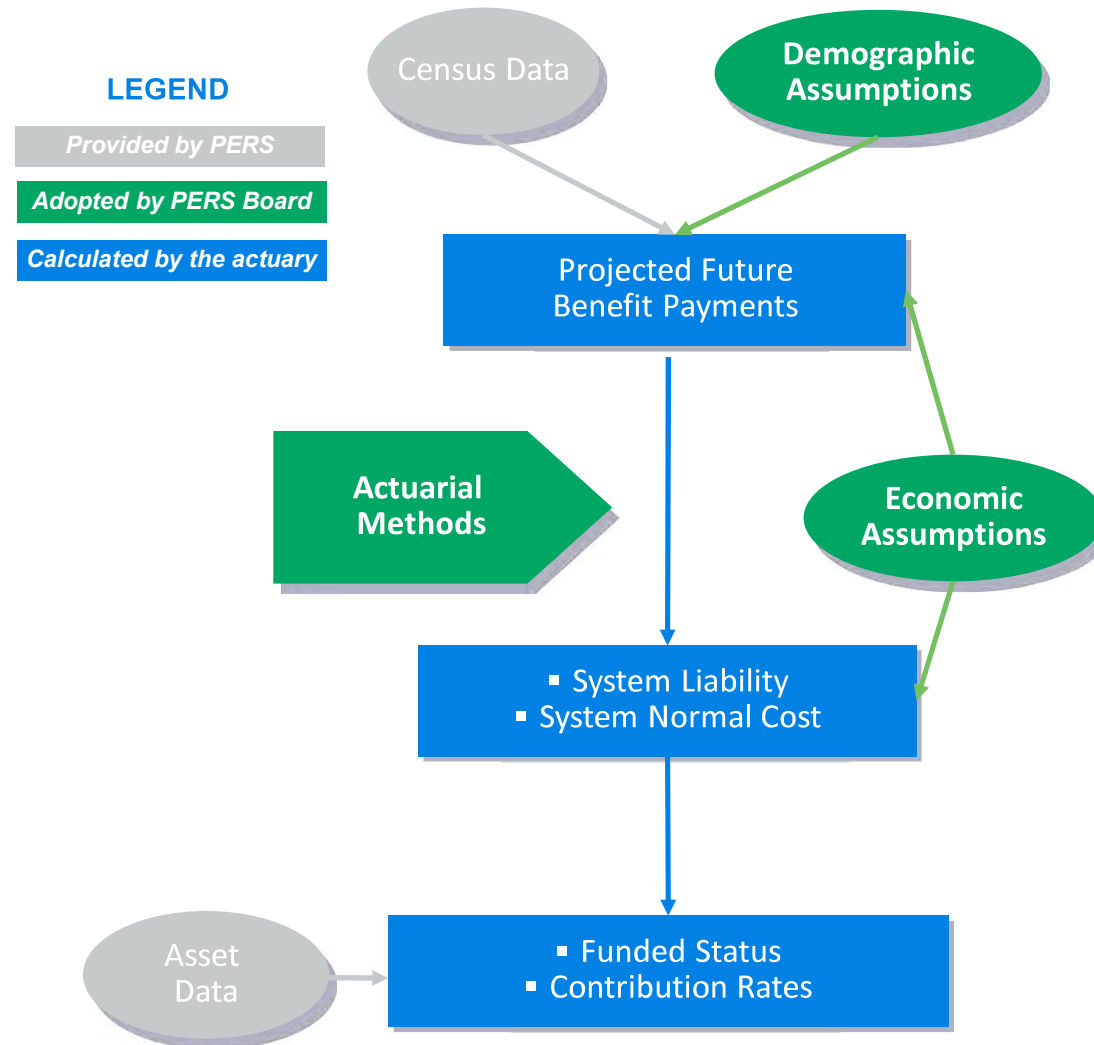 LEGEND
Provided by PERS
Adopted by PERS Board
Calculated by the actuary
Census Data
Demographic
Assumptions
Projected Future
Benefit Payments
Actuarial
Methods
Economic
Assumptions
▪ System Liability
▪ System Normal Cost
Asset
Data
▪ Funded Status
▪ Contribution Rates